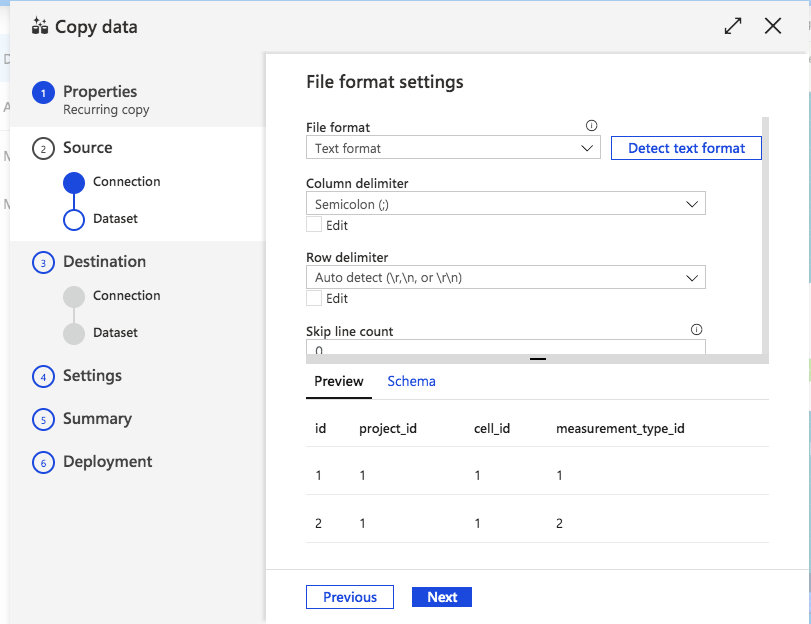 Copy data
1 Properties
Recurring copy
2 Source
Connection
Dataset
3 Destination
Connection
Dataset
4 Settings
5 Summary
6 Deployment
File format settings
File format
Text format
Detect text format
Column delimiter
Semicolon (;)
Edit
Row delimiter
Auto detect (\r,\n, or \r\n)
Edit
Skip line count
0
Preview Schema
id project_id cell_id measurement_type_id
1 1 1 1
2 1 1 2
Previous Next